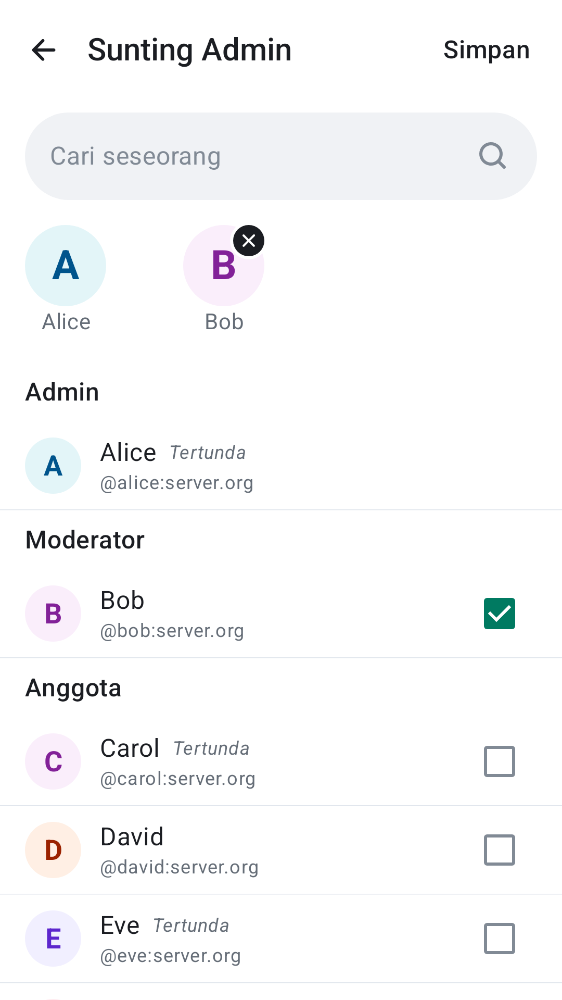 Sunting Admin Simpan
Cari seseorang
A B
Alice Bob
Admin
A Alice Tertunda
@alice:server.org
Moderator
B Bob
@bob:server.org
Anggota
C Carol Tertunda
@carol:server.org
D David
@david:server.org
E Eve Tertunda
@eve:server.org